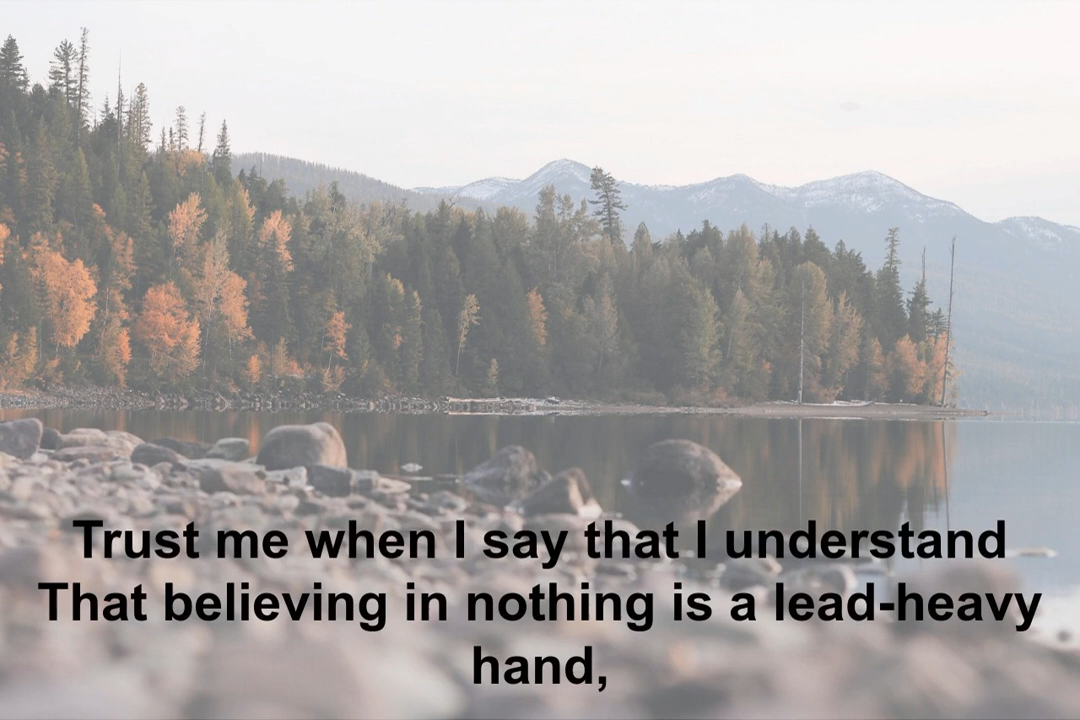 Trust me when I say that I understand
That believing in nothing is a lead-heavy
hand,